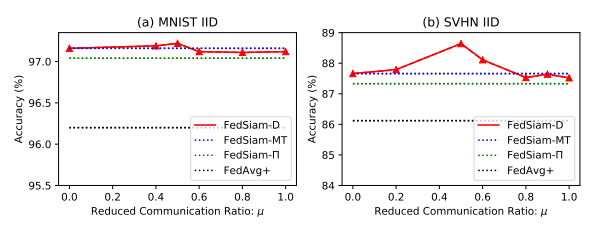 (a) MNIST IID
Accuracy (%)
97.0
96.5
96.0
95.5
0.0 0.2 0.4 0.6 0.8 1.0
Reduced Communication Ratio: μ
FedSiam-D
FedSiam-MT
FedSiam-Π
FedAvg+
(b) SVHN IID
Accuracy (%)
89
88
87
86
85
84
0.0 0.2 0.4 0.6 0.8 1.0
Reduced Communication Ratio: μ
FedSiam-D
FedSiam-MT
FedSiam-Π
FedAvg+